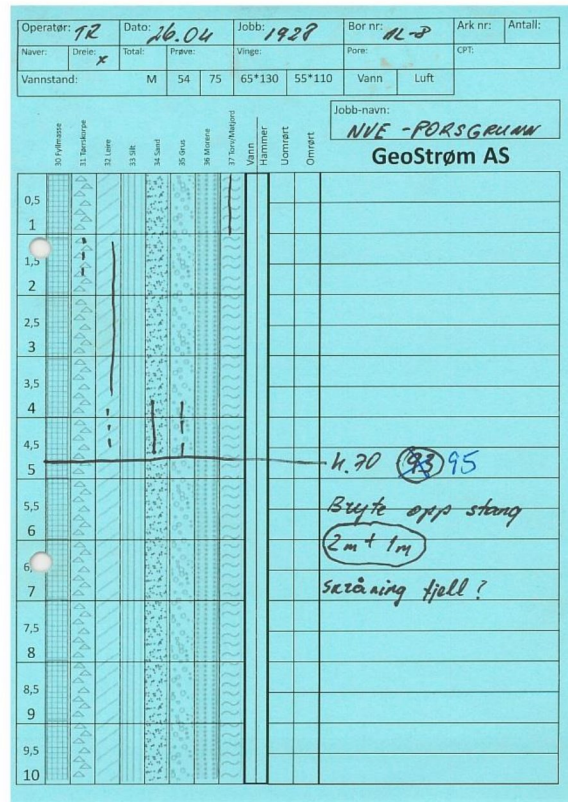 Operatør: TR Dato: 26.04 Jobb: 1928 Bor nr: NL-8 Ark nr: Antall:
Naver: Dreie: x Total: Prøve: Vinge: Pore: CPT:
Vannstand: M 54 75 65*130 55*110 Vann Luft
Jobb-navn:
NVE - PORSGRUNN
GeoStrøm AS
30 Fyllmasse 31 Tørrskorpe 32 Leire 33 Silt 34 Sand 35 Grus 36 Morene 37 Torv/Matjord Vann Hammer Uomrørt Omrørt
0,5
1
1,5
2
2,5
3
3,5
4
4,5
5 4.70 93 95
5,5 Bryte opp stang
6 2m + 1m
6,
7 skråning fjell?
7,5
8
8,5
9
9,5
10